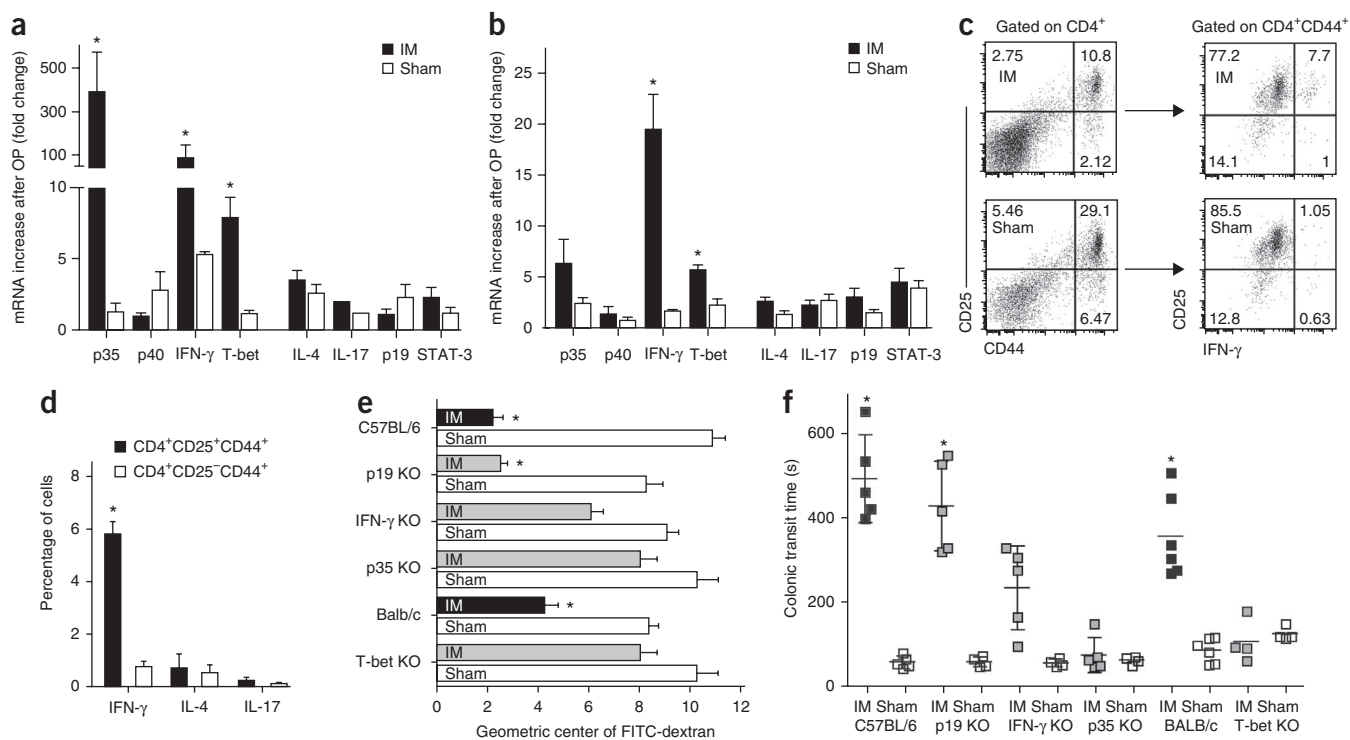 a
mRNA increase after OP (fold change)
500
300
100
10
5
0
IM
Sham
*
*
*
p35 p40 IFN-γ T-bet IL-4 IL-17 p19 STAT-3
b
mRNA increase after OP (fold change)
25
20
15
10
5
0
IM
Sham
*
*
p35 p40 IFN-γ T-bet IL-4 IL-17 p19 STAT-3
c
Gated on CD4+
Gated on CD4+CD44+
2.75 10.8
IM
2.12
77.2 7.7
IM
14.1 1
5.46 29.1
Sham
6.47
85.5 1.05
Sham
12.8 0.63
CD25
CD44
CD25
IFN-γ
d
CD4+CD25+CD44+
CD4+CD25−CD44+
Percentage of cells
8
6
4
2
0
*
IFN-γ IL-4 IL-17
e
C57BL/6
IM *
Sham
p19 KO
IM *
Sham
IFN-γ KO
IM
Sham
p35 KO
IM
Sham
Balb/c
IM *
Sham
T-bet KO
IM
Sham
0 2 4 6 8 10 12
Geometric center of FITC-dextran
f
Colonic transit time (s)
600
400
200
0
*
*
*
IM Sham IM Sham IM Sham IM Sham IM Sham IM Sham
C57BL/6 p19 KO IFN-γ KO p35 KO BALB/c T-bet KO